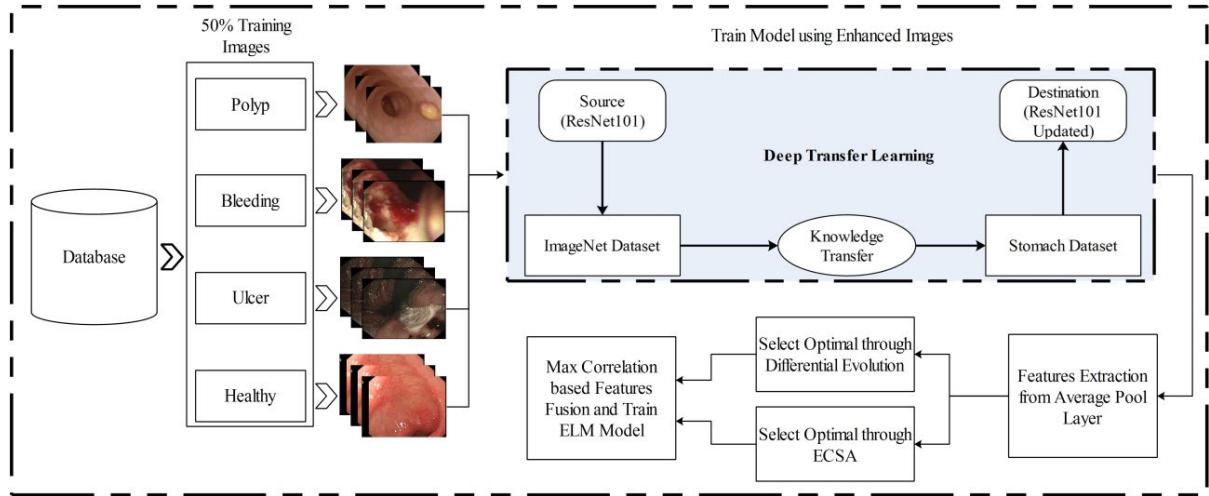 50% Training
Images
Train Model using Enhanced Images
Database
Polyp
Bleeding
Ulcer
Healthy
Source
(ResNet101)
Destination
(ResNet101
Updated)
Deep Transfer Learning
ImageNet Dataset
Knowledge
Transfer
Stomach Dataset
Features Extraction
from Average Pool
Layer
Select Optimal through
Differential Evolution
Select Optimal through
ECSA
Max Correlation
based Features
Fusion and Train
ELM Model